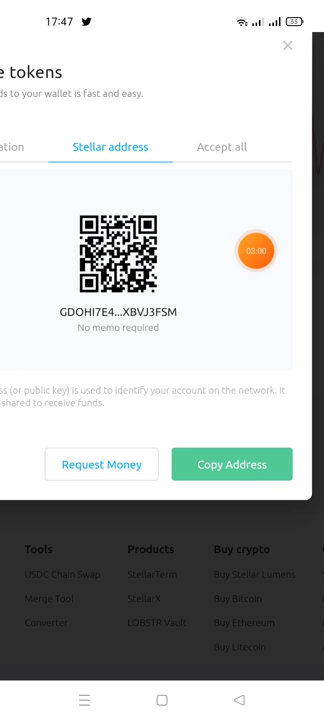 17:47
55
e tokens
ds to your wallet is fast and easy.
ation
Stellar address
Accept all
03:00
GDOHI7E4...XBVJ3FSM
No memo required
ss (or public key) is used to identify your account on the network. It
shared to receive funds.
Request Money
Copy Address
Tools
Products
Buy crypto
USDC Chain Swap
StellarTerm
Buy Stellar Lumens
Merge Tool
StellarX
Buy Bitcoin
Converter
LOBSTR Vault
Buy Ethereum
Buy Litecoin